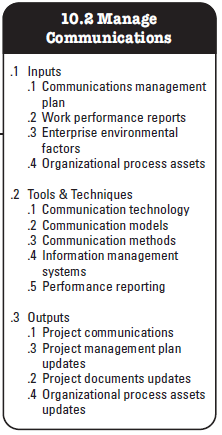 10.2 Manage
Communications
.1 Inputs
.1 Communications management
plan
.2 Work performance reports
.3 Enterprise environmental
factors
.4 Organizational process assets
.2 Tools & Techniques
.1 Communication technology
.2 Communication models
.3 Communication methods
.4 Information management
systems
.5 Performance reporting
.3 Outputs
.1 Project communications
.3 Project management plan
updates
.2 Project documents updates
.4 Organizational process assets
updates